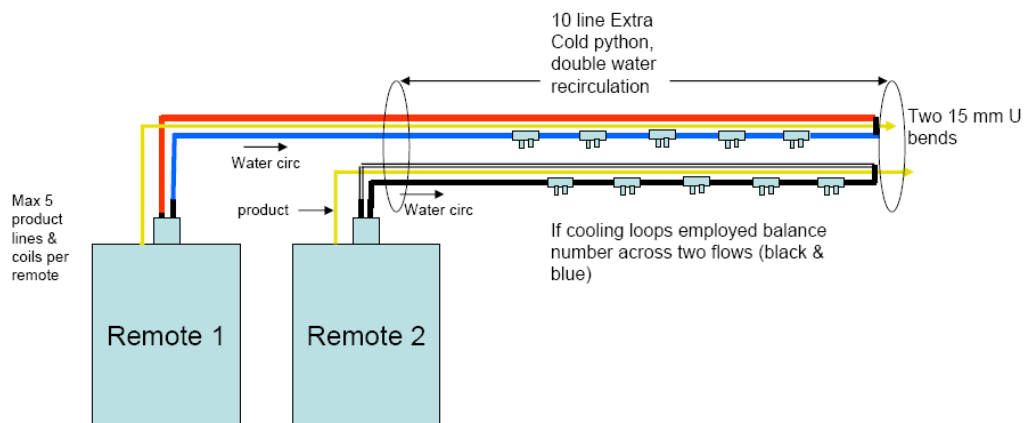 10 line Extra
Cold python,
double water
recirculation
Two 15 mm U
bends
Water circ
Max 5
product
lines &
coils per
remote
product
Water circ
If cooling loops employed balance
number across two flows (black &
blue)
Remote 1
Remote 2